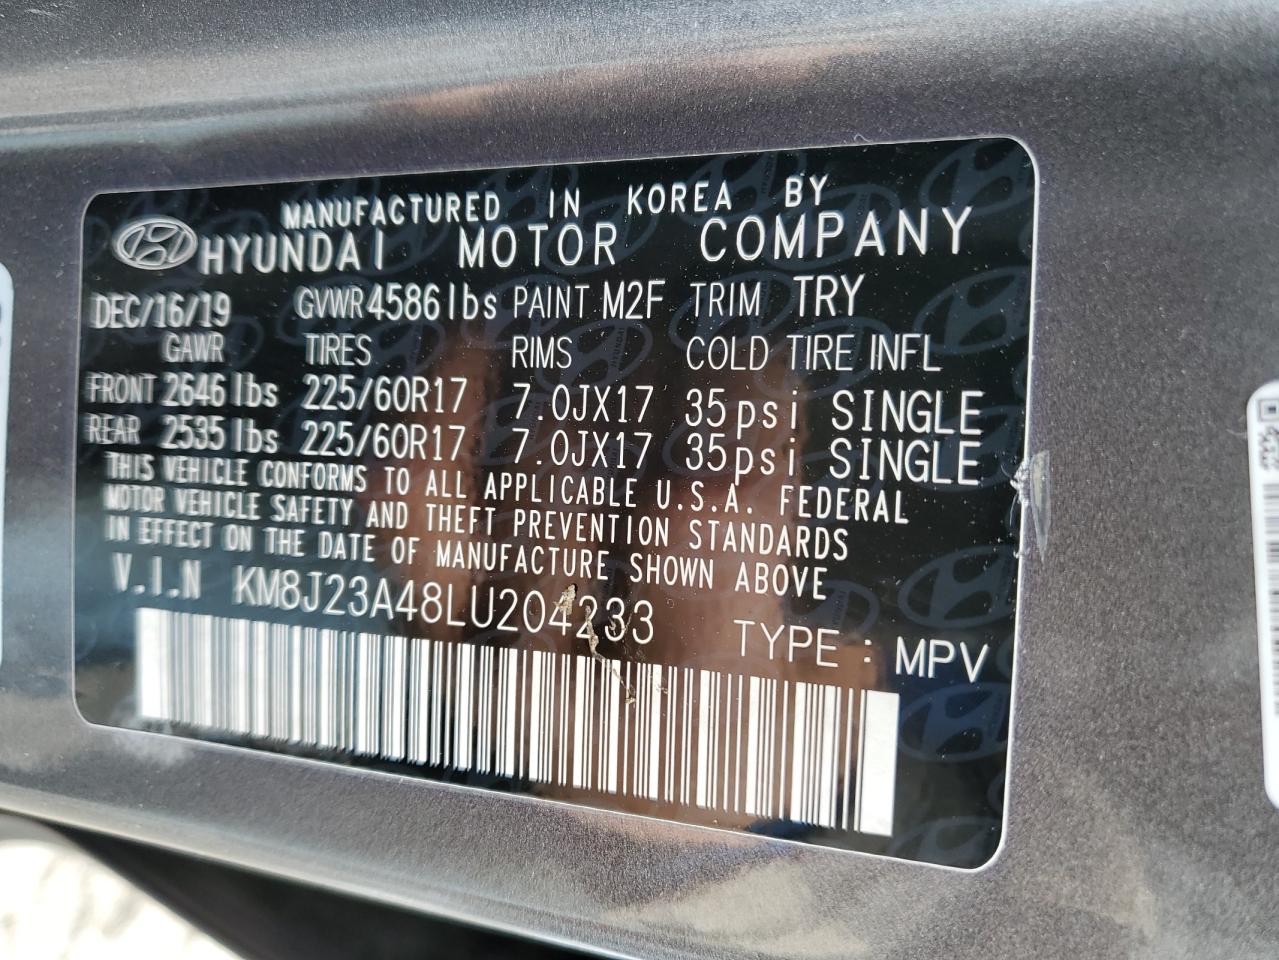 MANUFACTURED IN KOREA BY
HYUNDAI MOTOR COMPANY
DEC/16/19 GVWR 4586lbs PAINT M2F TRIM TRY
GAWR TIRES RIMS COLD TIRE INFL
FRONT 2646 lbs 225/60R17 7.0JX17 35psi SINGLE
REAR 2535 lbs 225/60R17 7.0JX17 35psi SINGLE
THIS VEHICLE CONFORMS TO ALL APPLICABLE U.S.A. FEDERAL
MOTOR VEHICLE SAFETY AND THEFT PREVENTION STANDARDS
IN EFFECT ON THE DATE OF MANUFACTURE SHOWN ABOVE
V.I.N KM8J23A48LU204233
TYPE : MPV